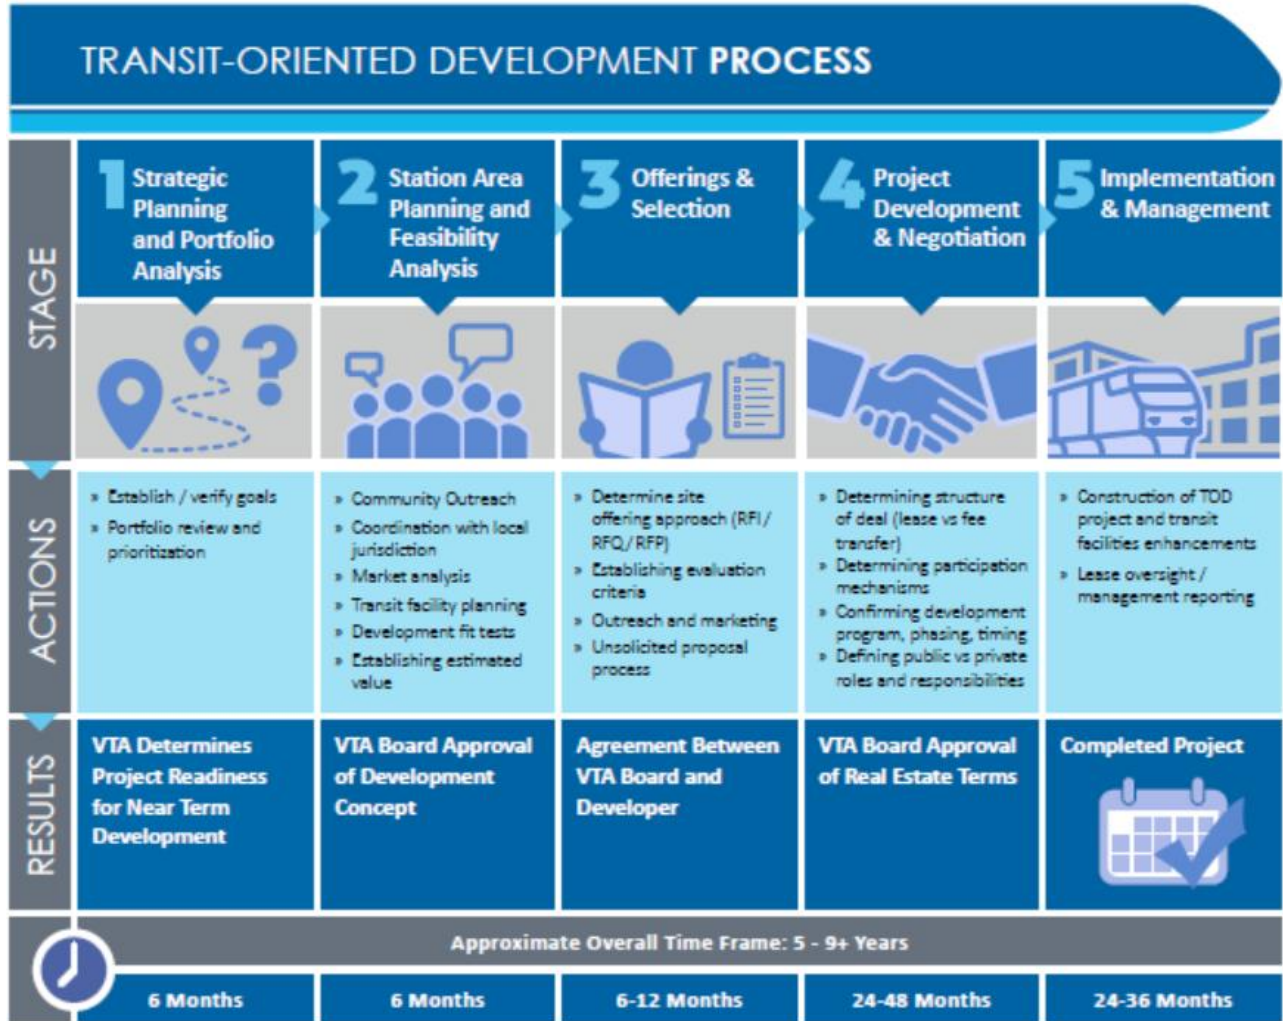 TRANSIT-ORIENTED DEVELOPMENT PROCESS
STAGE
1 Strategic
Planning
and Portfolio
Analysis
2 Station Area
Planning and
Feasibility
Analysis
3 Offerings &
Selection
4 Project
Development
& Negotiation
5 Implementation
& Management
?
ACTIONS
» Establish / verify goals
» Portfolio review and
prioritization
» Community Outreach
» Coordination with local
jurisdiction
» Market analysis
» Transit facility planning
» Development fit tests
» Establishing estimated
value
» Determine site
offering approach (RFI/
RFQ/RFP)
» Establishing evaluation
criteria
» Outreach and marketing
» Unsolicited proposal
process
» Determining structure
of deal (lease vs fee
transfer)
» Determining participation
mechanisms
» Confirming development
program, phasing, timing
» Defining public vs private
roles and responsibilities
» Construction of TOD
project and transit
facilities enhancements
» Lease oversight /
management reporting
RESULTS
VTA Determines
Project Readiness
for Near Term
Development
VTA Board Approval
of Development
Concept
Agreement Between
VTA Board and
Developer
VTA Board Approval
of Real Estate Terms
Completed Project
Approximate Overall Time Frame: 5 - 9+ Years
6 Months
6 Months
6-12 Months
24-48 Months
24-36 Months